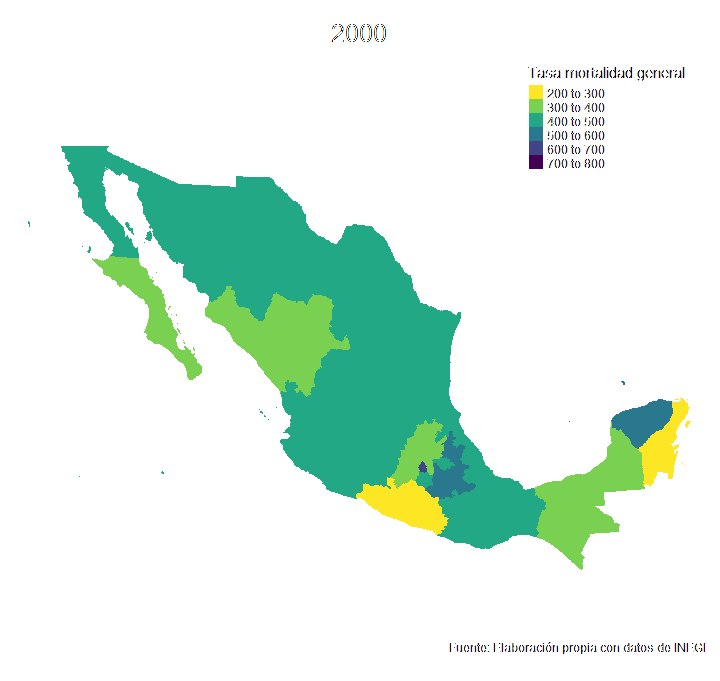 2000
Tasa mortalidad general
200 to 300
300 to 400
400 to 500
500 to 600
600 to 700
700 to 800
Fuente: Elaboración propia con datos de INEGI